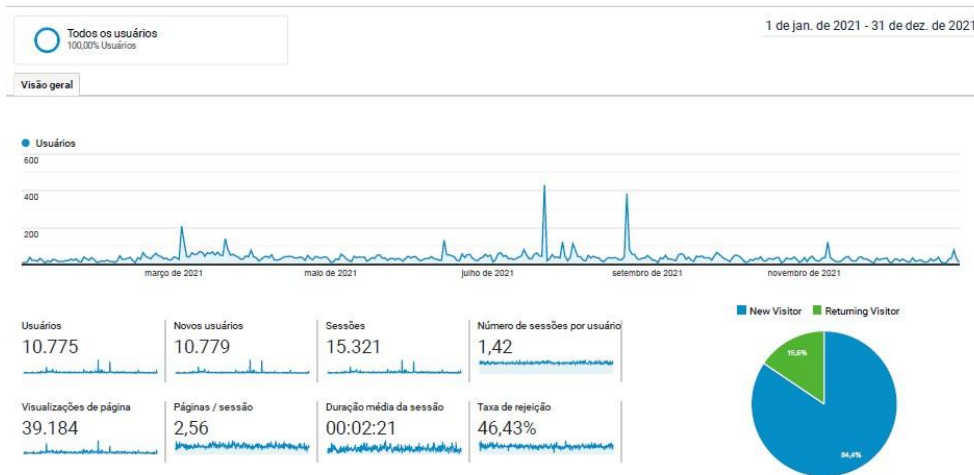 Todos os usuários
100,00% Usuários
1 de jan. de 2021 - 31 de dez. de 2021
Visão geral
Usuários
600
400
200
março de 2021
maio de 2021
julho de 2021
setembro de 2021
novembro de 2021
Usuários
10.775
Novos usuários
10.779
Sessões
15.321
Número de sessões por usuário
1,42
Visualizações de página
39.184
Páginas / sessão
2,56
Duração média da sessão
00:02:21
Taxa de rejeição
46,43%
New Visitor
Returning Visitor
15,6%
84,4%